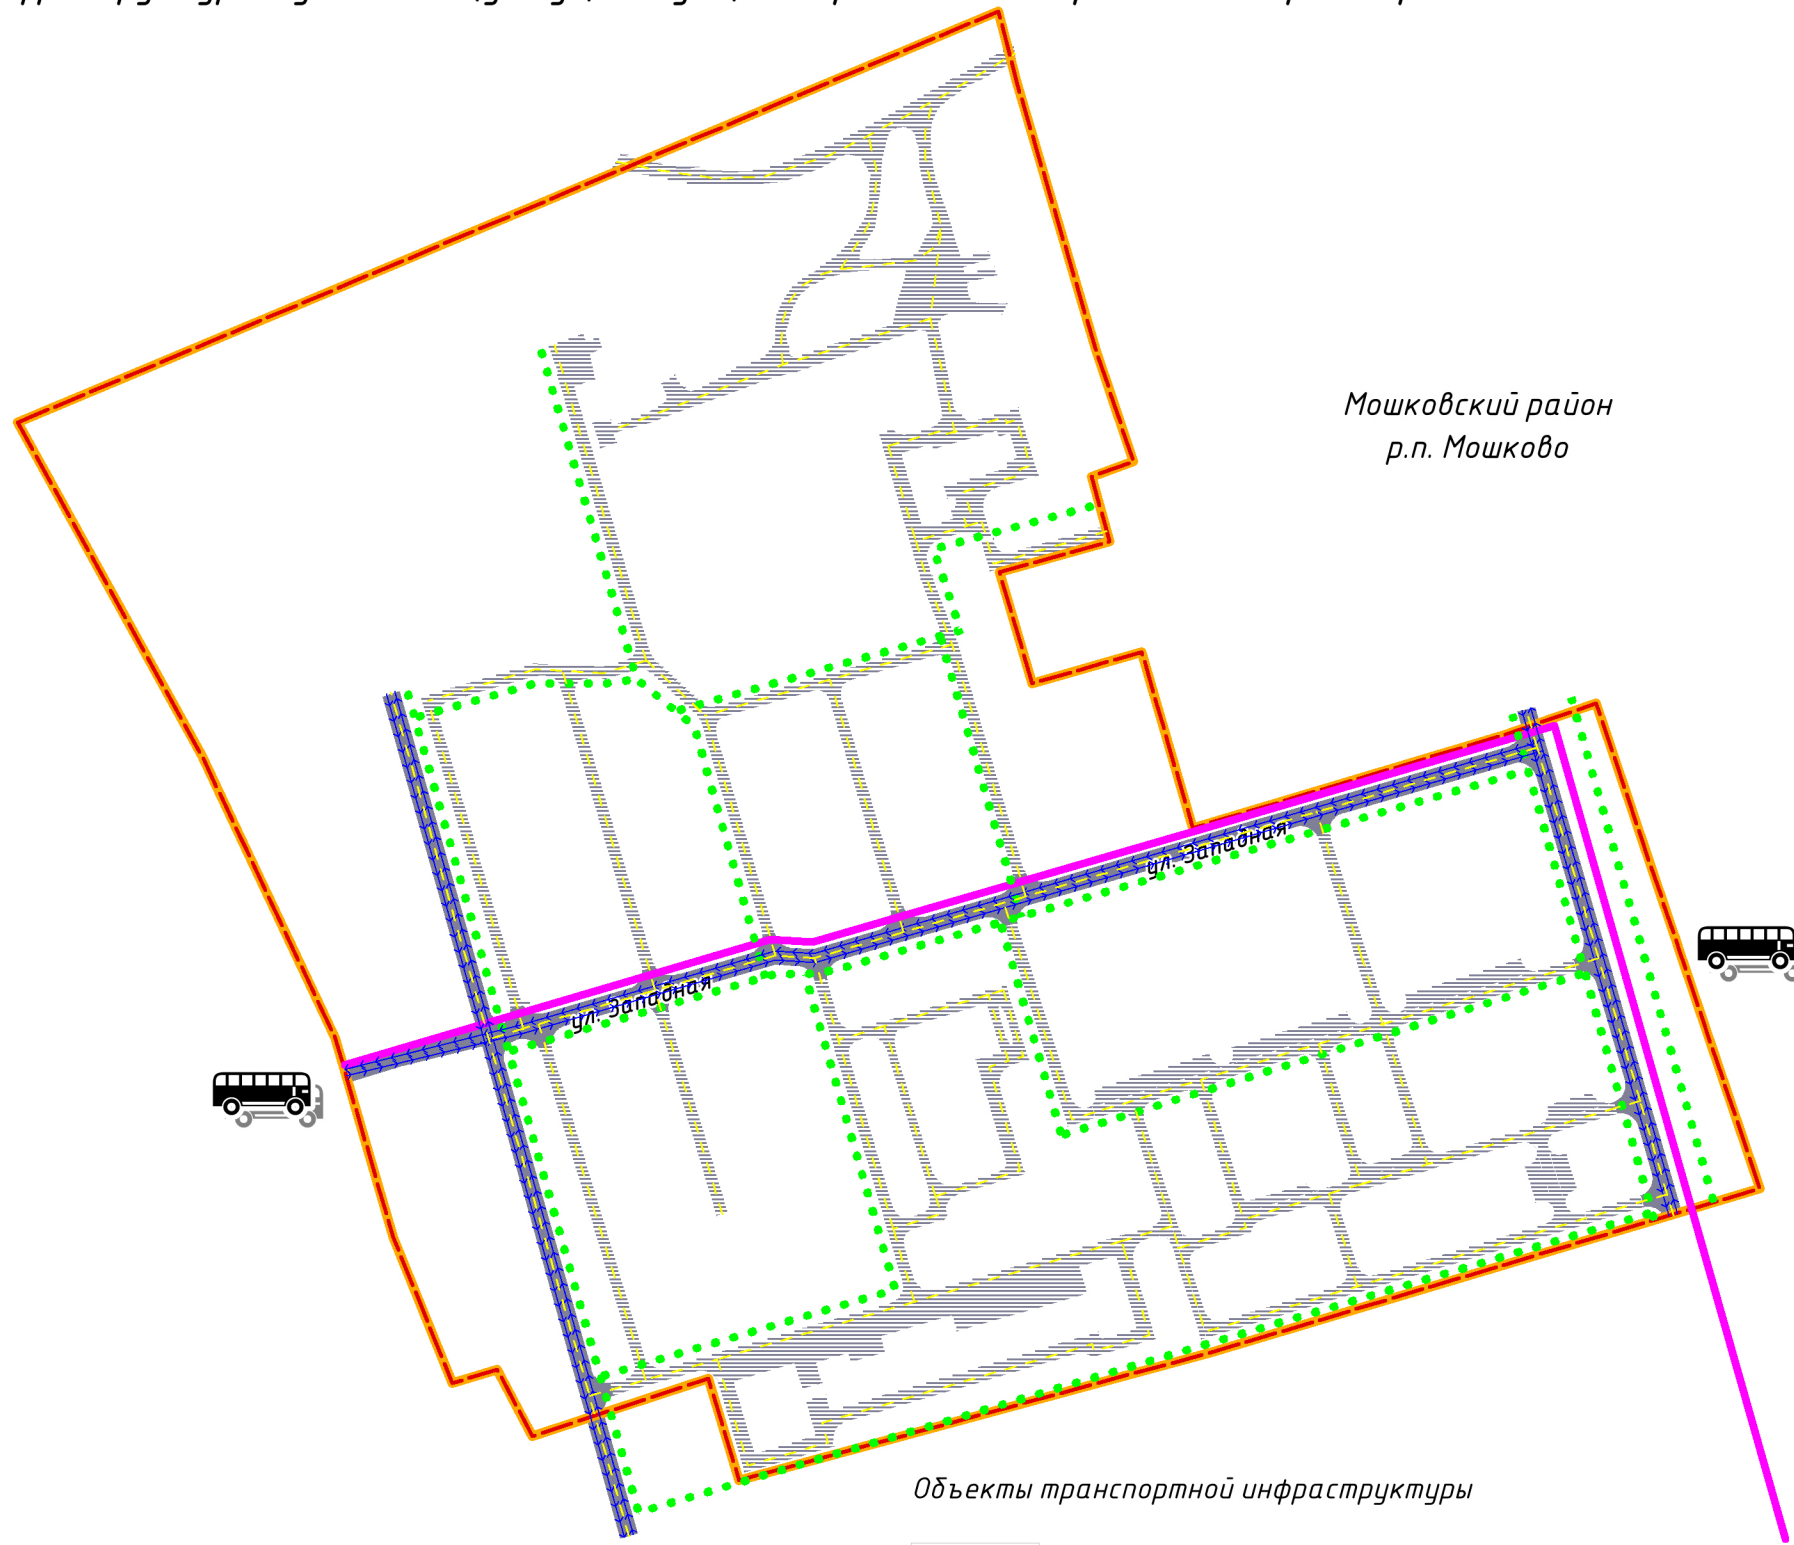 Мошковский район
р.п. Мошково
ул. Западная
ул. Западная
Объекты транспортной инфраструктуры